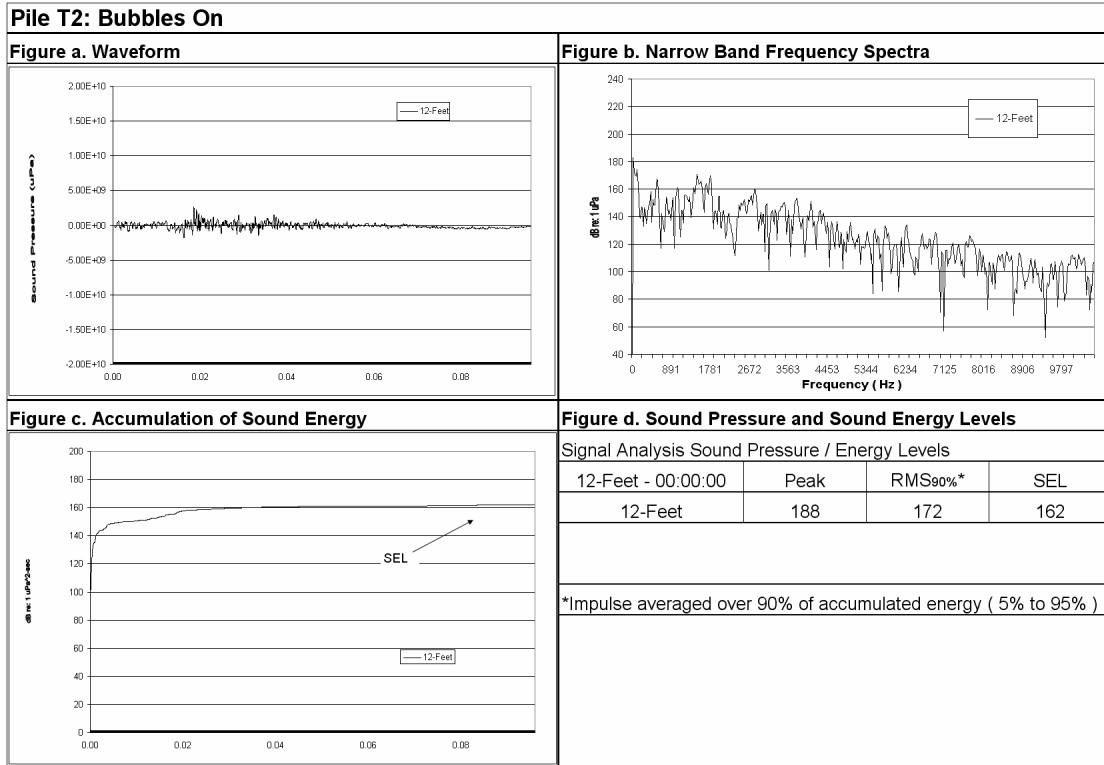 Pile T2: Bubbles On
Figure a. Waveform
2.00E+10
1.50E+10
1.00E+10
5.00E+09
0.00E+00
-5.00E+09
-1.00E+10
-1.50E+10
-2.00E+10
Sound Pressure (uPa)
12-Feet
0.00 0.02 0.04 0.06 0.08
Figure b. Narrow Band Frequency Spectra
240
220
200
180
160
140
120
100
80
60
40
dB re: 1 uPa
12-Feet
0 891 1781 2672 3563 4453 5344 6234 7125 8016 8906 9797
Frequency ( Hz )
Figure c. Accumulation of Sound Energy
200
180
160
140
120
100
80
60
40
20
0
dB re: 1 uPa^2-sec
SEL
12-Feet
0.00 0.02 0.04 0.06 0.08
Figure d. Sound Pressure and Sound Energy Levels
Signal Analysis Sound Pressure / Energy Levels
12-Feet - 00:00:00 Peak RMS90%* SEL
12-Feet 188 172 162
*Impulse averaged over 90% of accumulated energy ( 5% to 95% )